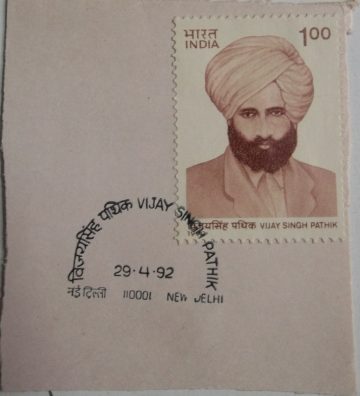 भारत
INDIA
1.00
विजयसिंह पथिक VIJAY SINGH PATHIK
विजयसिंह पथिक VIJAY SINGH PATHIK
29.4.92
नई दिल्ली 110001 NEW DELHI